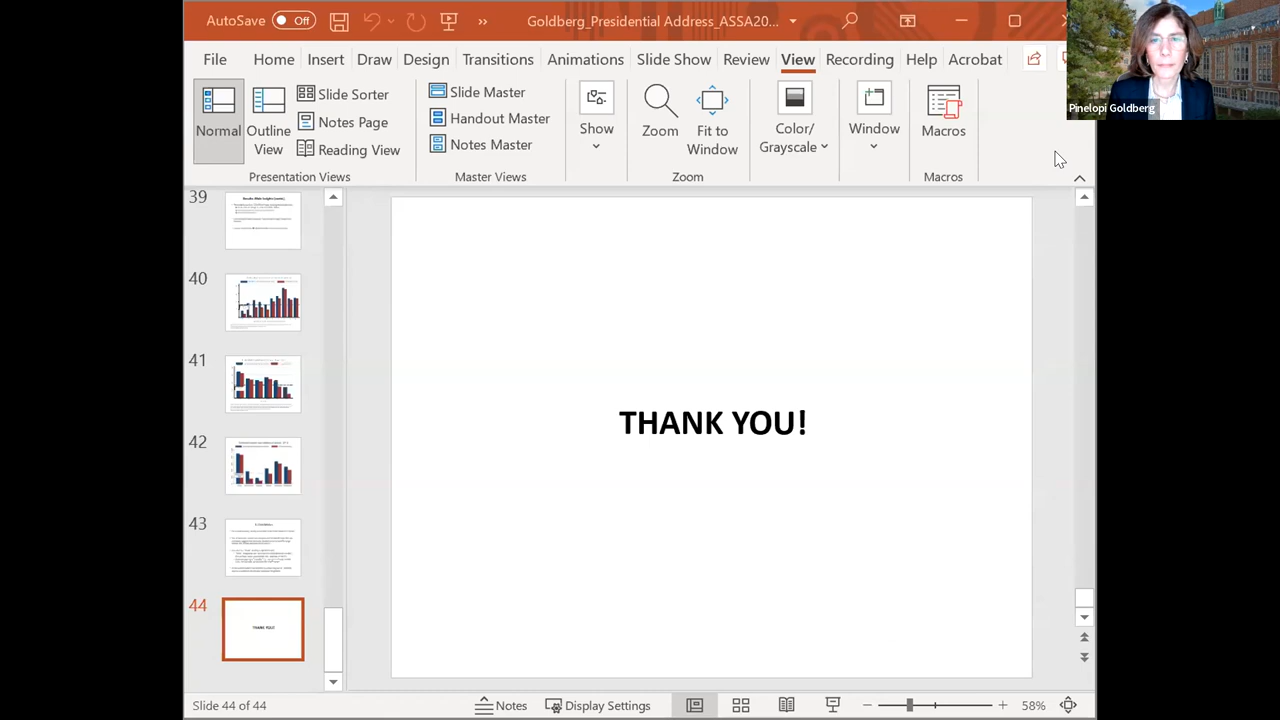 AutoSave Off Goldberg_Presidential Address_ASSA20...
File Home Insert Draw Design Transitions Animations Slide Show Review View Recording Help Acrobat
Pinelopi Goldberg
Normal
Outline View
Slide Sorter
Notes Page
Reading View
Presentation Views
Slide Master
Handout Master
Notes Master
Master Views
Show
Zoom
Fit to Window
Zoom
Color/ Grayscale
Window
Macros
Macros
39
40
41
42
43
44
THANK YOU!
THANK YOU!
Slide 44 of 44 Notes Display Settings 58%